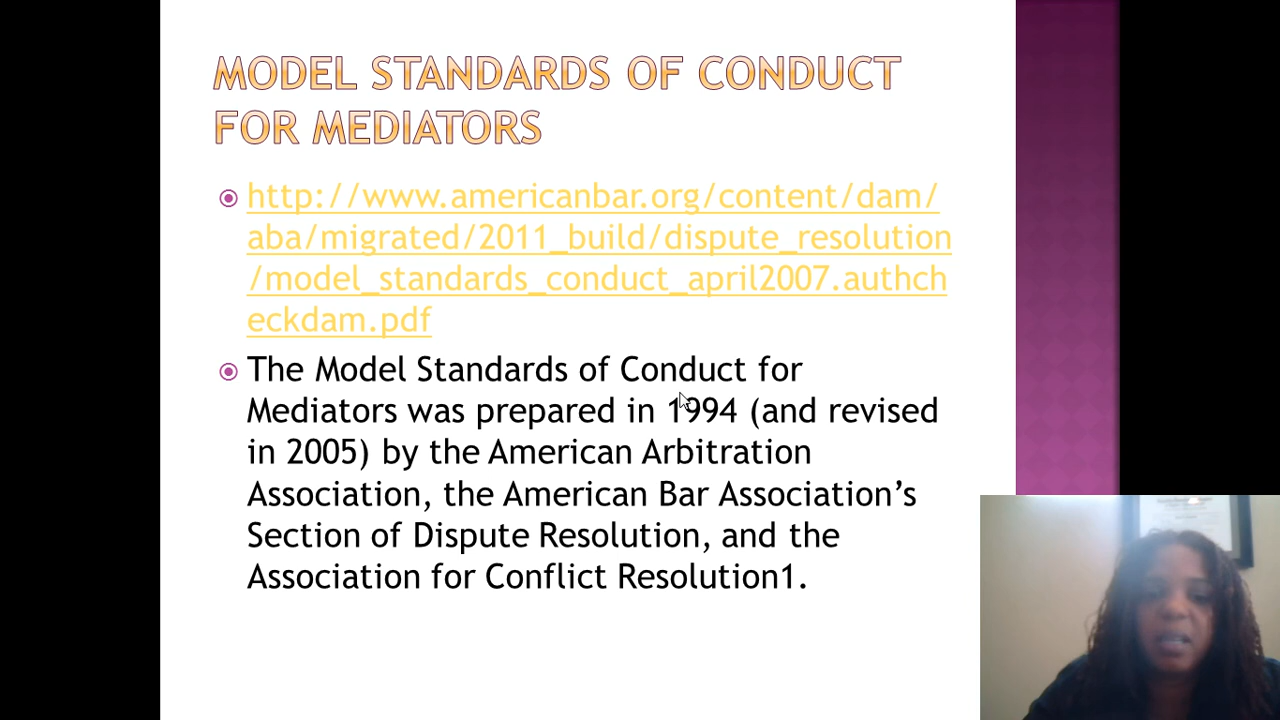 MODEL STANDARDS OF CONDUCT
FOR MEDIATORS
http://www.americanbar.org/content/dam/
aba/migrated/2011_build/dispute_resolution
/model_standards_conduct_april2007.authch
eckdam.pdf
The Model Standards of Conduct for
Mediators was prepared in 1994 (and revised
in 2005) by the American Arbitration
Association, the American Bar Association’s
Section of Dispute Resolution, and the
Association for Conflict Resolution1.